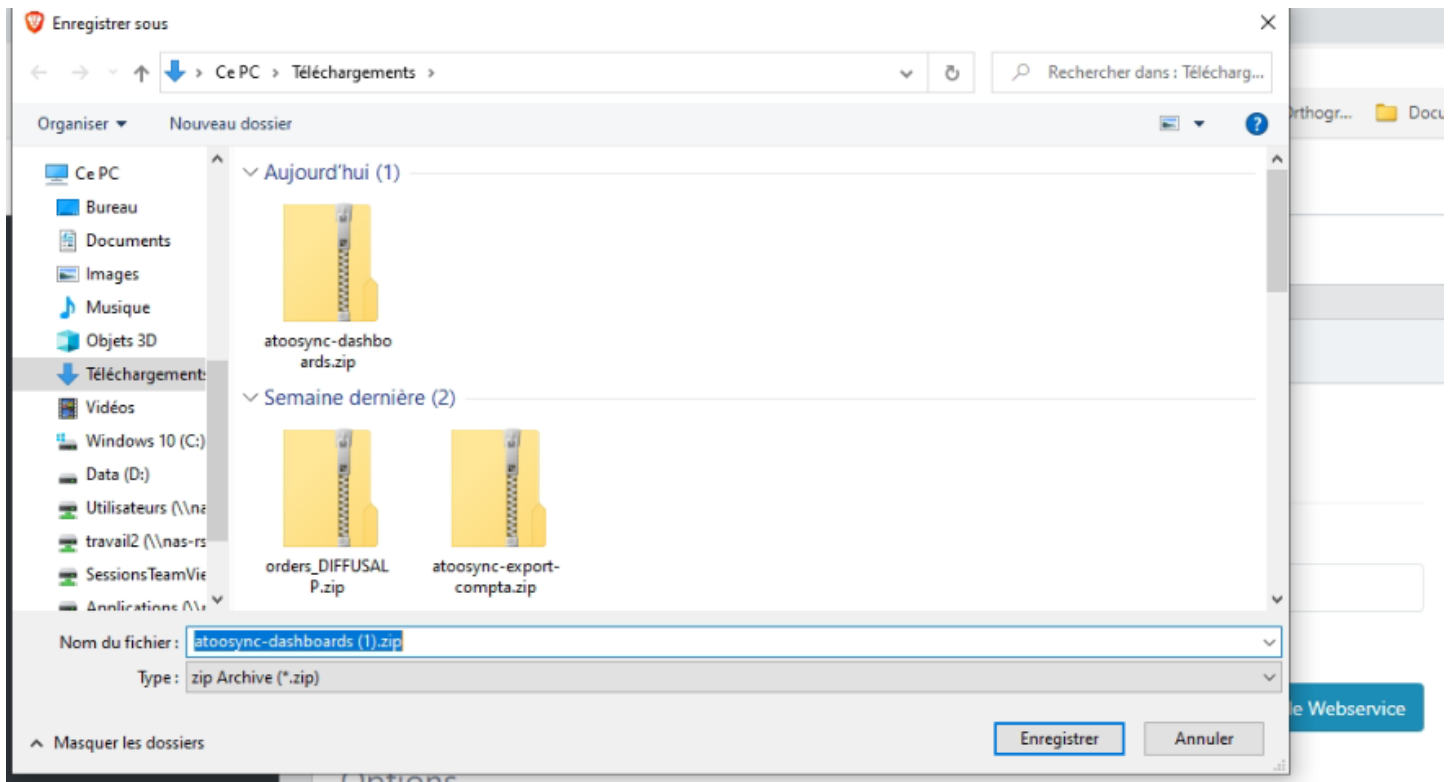 Enregistrer sous
Ce PC > Téléchargements >
Rechercher dans : Télécharg...
Organiser
Nouveau dossier
Ce PC
Bureau
Documents
Images
Musique
Objets 3D
Téléchargements
Vidéos
Windows 10 (C:)
Data (D:)
Utilisateurs (\\na
travail2 (\\nas-rs
SessionsTeamVie
Applications (\\
Aujourd'hui (1)
atoosync-dashbo
ards.zip
Semaine dernière (2)
orders_DIFFUSAL
P.zip
atoosync-export-
compta.zip
Nom du fichier : atoosync-dashboards (1).zip
Type : zip Archive (*.zip)
Masquer les dossiers
Enregistrer
Annuler
Orthogr...
Docu
le Webservice
Options